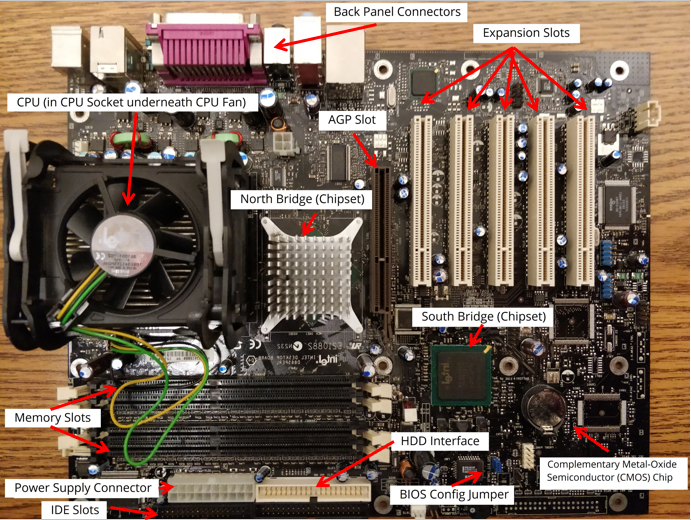 Back Panel Connectors
Expansion Slots
CPU (in CPU Socket underneath CPU Fan)
AGP Slot
North Bridge (Chipset)
South Bridge (Chipset)
intel
Memory Slots
HDD Interface
Complementary Metal-Oxide
Semiconductor (CMOS) Chip
Power Supply Connector
BIOS Config Jumper
IDE Slots